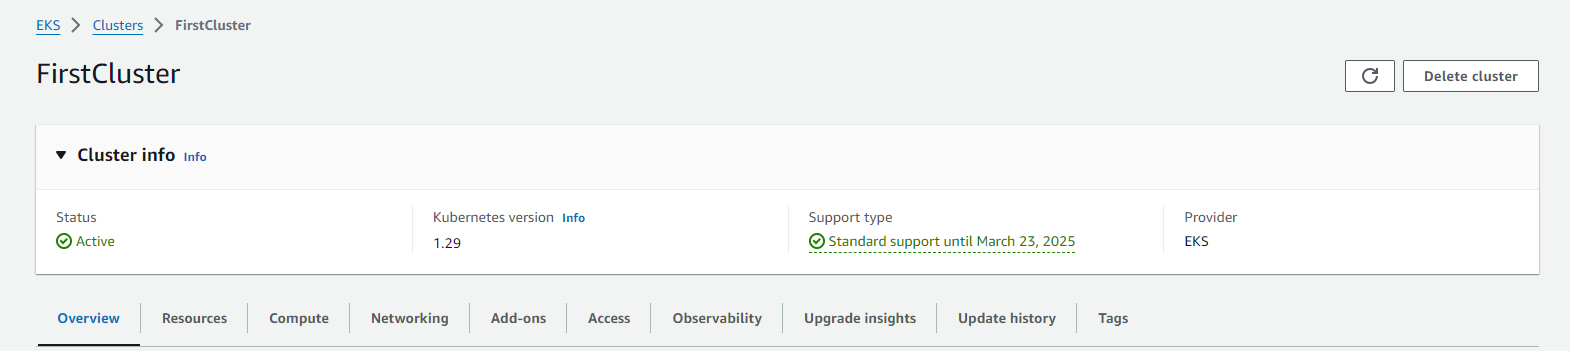 EKS Clusters FirstCluster
FirstCluster
Delete cluster
Cluster info Info
Status
Active
Kubernetes version Info
1.29
Support type
Standard support until March 23, 2025
Provider
EKS
Overview Resources Compute Networking Add-ons Access Observability Upgrade insights Update history Tags